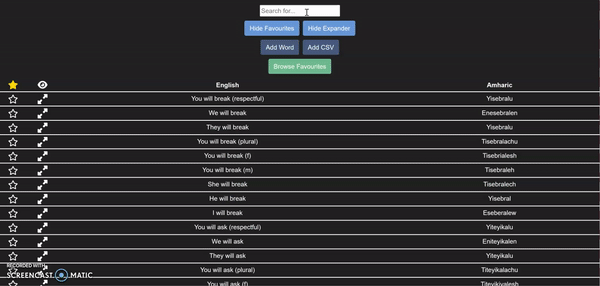 Search for...
Hide Favourites Hide Expander
Add Word Add CSV
Browse Favourites
English Amharic
You will break (respectful) Yisebralu
We will break Enesebralen
They will break Yisebralu
You will break (plural) Tisebralachu
You will break (f) Tisebrialesh
You will break (m) Tisebraleh
She will break Tisebralech
He will break Yisebral
I will break Eseberalew
You will ask (respectful) Yiteyikalu
We will ask Eniteyikalen
They will ask Yiteyikalu
RECORDED WITH
You will ask (plural) Titeyikalachu
SCREENCAST MATIC
You will ask (f) Titeyikiyalesh